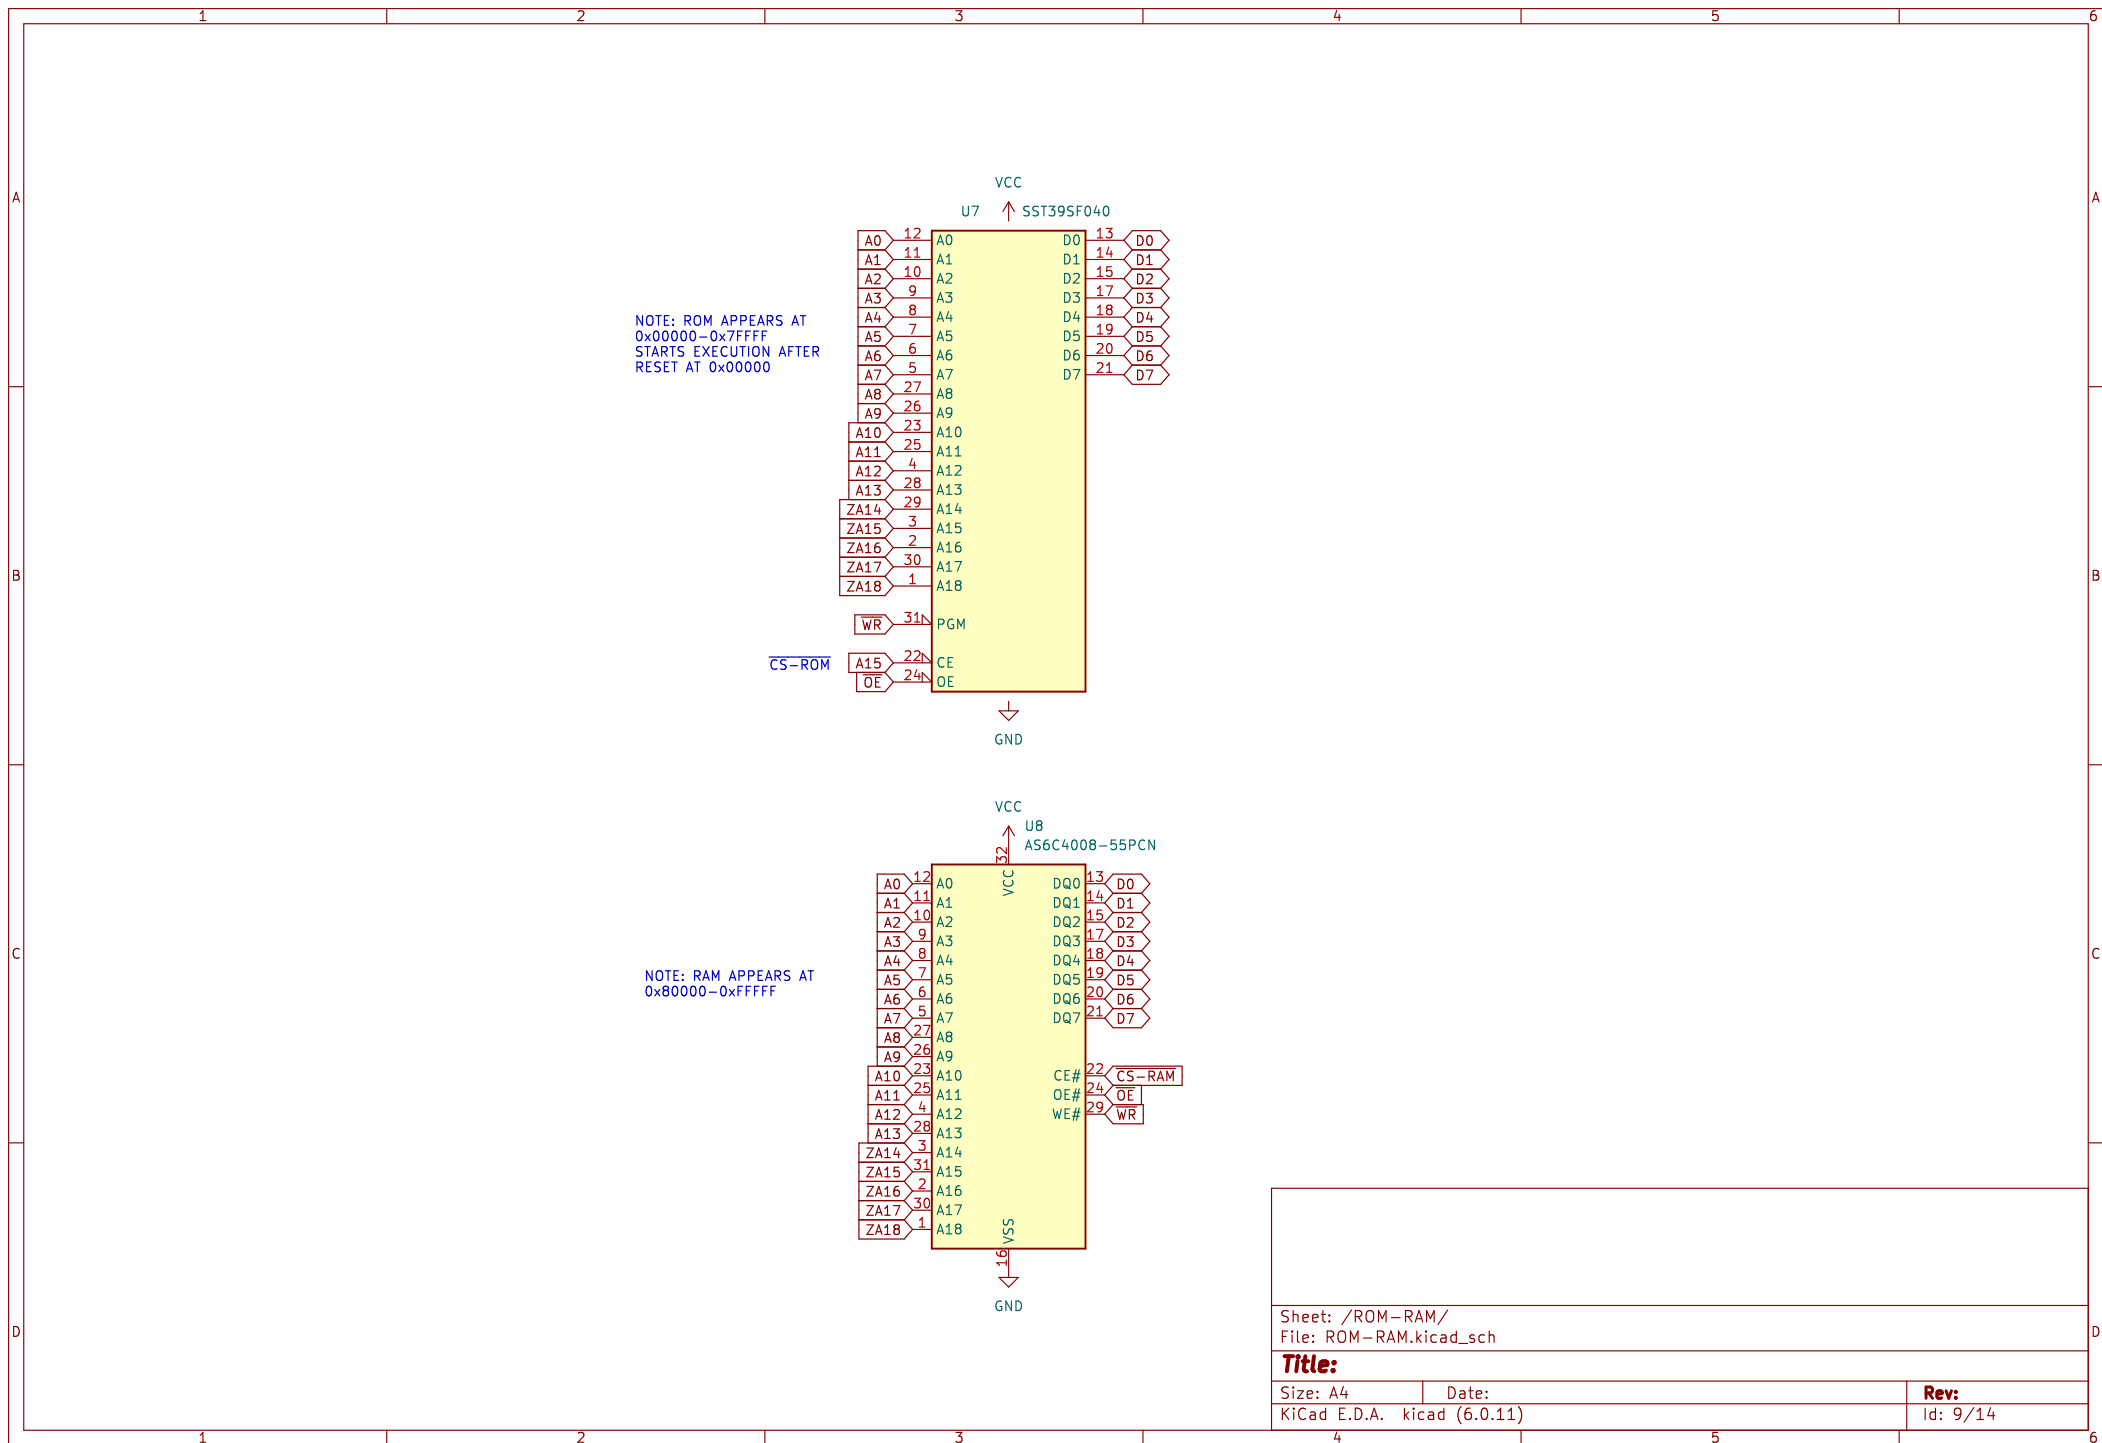 1 2 3 4 5 6
A A
B B
C C
D D
VCC
U7 SST39SF040
A0 12 A0 D0 13 D0
A1 11 A1 D1 14 D1
A2 10 A2 D2 15 D2
A3 9 A3 D3 17 D3
A4 8 A4 D4 18 D4
A5 7 A5 D5 19 D5
A6 6 A6 D6 20 D6
A7 5 A7 D7 21 D7
A8 27 A8
A9 26 A9
A10 23 A10
A11 25 A11
A12 4 A12
A13 28 A13
ZA14 29 A14
ZA15 3 A15
ZA16 2 A16
ZA17 30 A17
ZA18 1 A18
WR 31 PGM
CS-ROM A15 22 CE
OE 24 OE
GND
NOTE: ROM APPEARS AT
0x00000-0x7FFFF
STARTS EXECUTION AFTER
RESET AT 0x00000
VCC
U8
AS6C4008-55PCN
32
VCC
A0 12 A0 DQ0 13 D0
A1 11 A1 DQ1 14 D1
A2 10 A2 DQ2 15 D2
A3 9 A3 DQ3 17 D3
A4 8 A4 DQ4 18 D4
A5 7 A5 DQ5 19 D5
A6 6 A6 DQ6 20 D6
A7 5 A7 DQ7 21 D7
A8 27 A8
A9 26 A9
A10 23 A10 CE# 22 CS-RAM
A11 25 A11 OE# 24 OE
A12 4 A12 WE# 29 WR
A13 28 A13
ZA14 3 A14
ZA15 31 A15
ZA16 2 A16
ZA17 30 A17
ZA18 1 A18
VSS
16
GND
NOTE: RAM APPEARS AT
0x80000-0xFFFFF
Sheet: /ROM-RAM/
File: ROM-RAM.kicad_sch
Title:
Size: A4 Date: Rev:
KiCad E.D.A. kicad (6.0.11) Id: 9/14
1 2 3 4 5 6